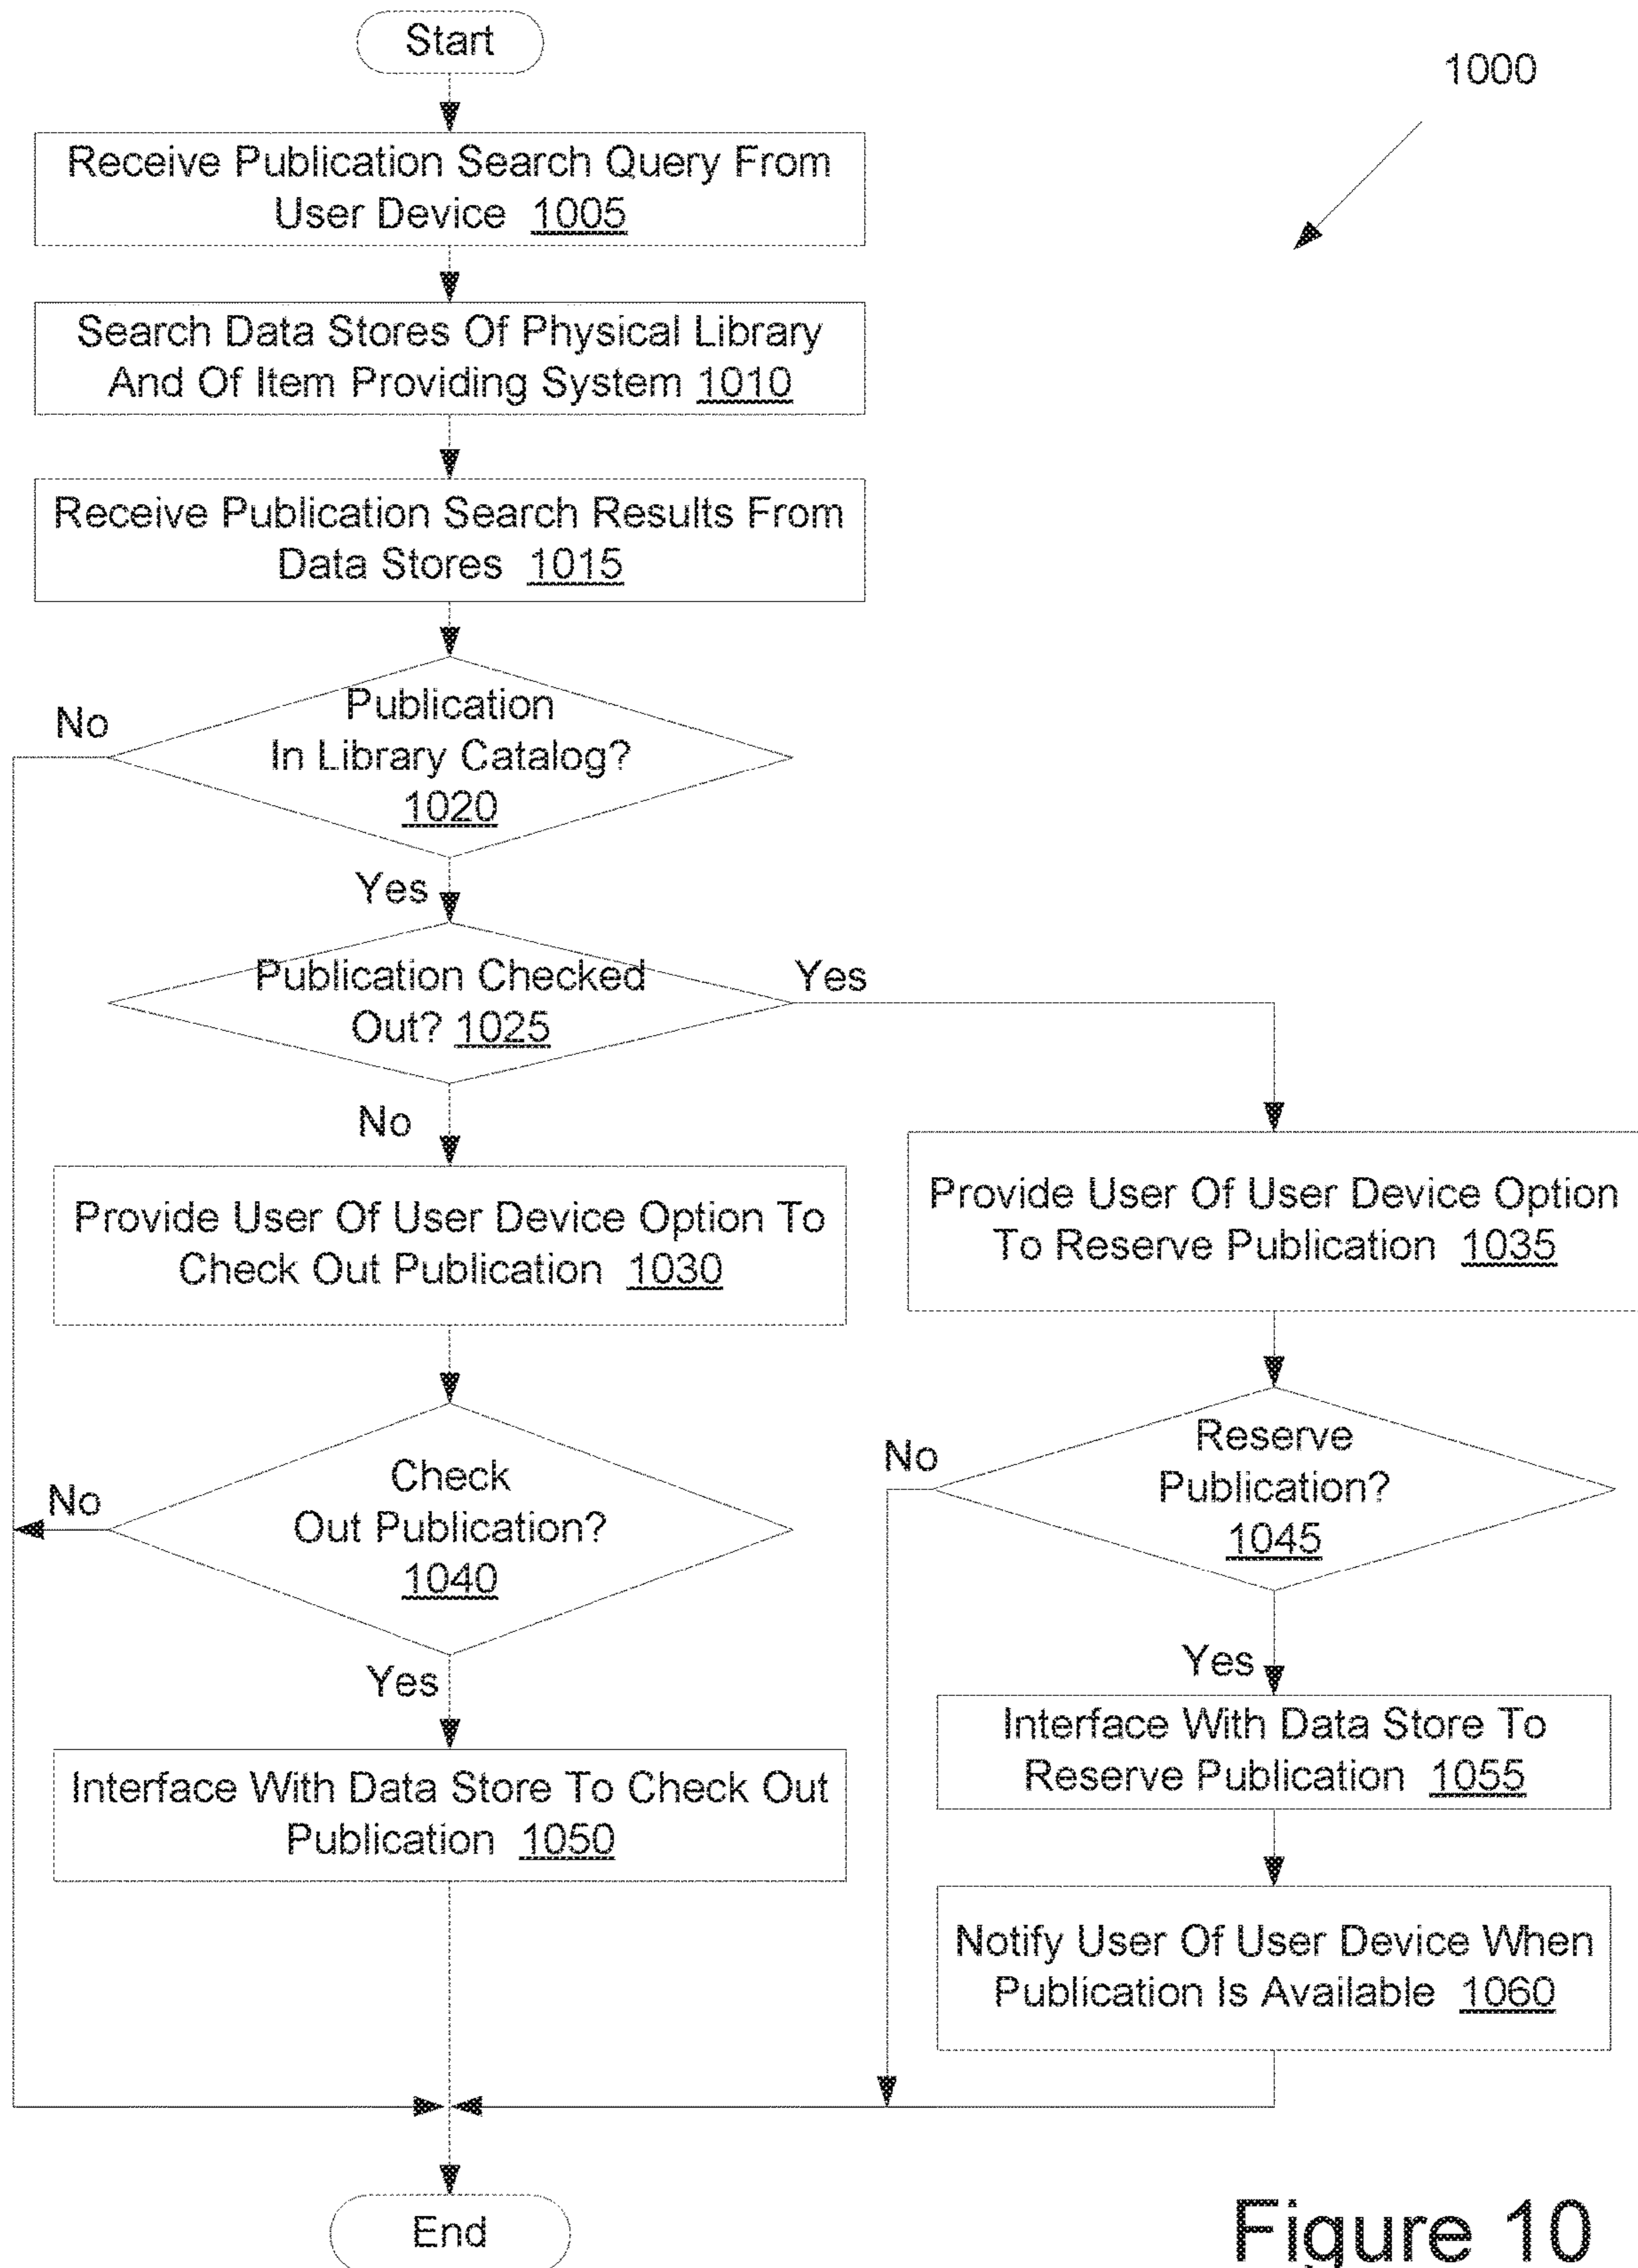 Start
1000
Receive Publication Search Query From
User Device 1005
Search Data Stores Of Physical Library
And Of Item Providing System 1010
Receive Publication Search Results From
Data Stores 1015
No
Publication
In Library Catalog?
1020
Yes
Publication Checked
Out? 1025
Yes
No
Provide User Of User Device Option To
Check Out Publication 1030
Provide User Of User Device Option
To Reserve Publication 1035
No
Check
Out Publication?
1040
No
Reserve
Publication?
1045
Yes
Yes
Interface With Data Store To Check Out
Publication 1050
Interface With Data Store To
Reserve Publication 1055
Notify User Of User Device When
Publication Is Available 1060
End
Figure 10